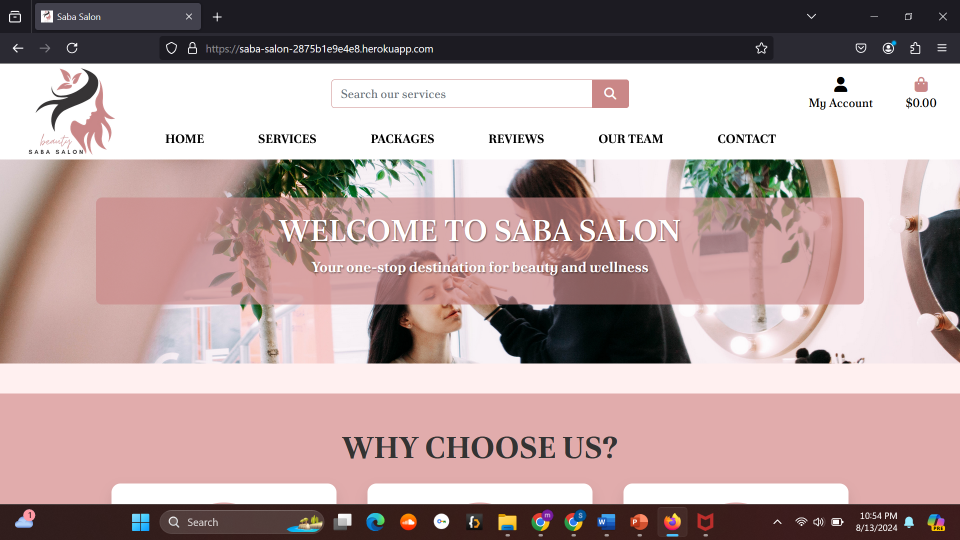 Saba Salon
https://saba-salon-2875b1e9e4e8.herokuapp.com
beauty
SABA SALON
Search our services
My Account
$0.00
HOME
SERVICES
PACKAGES
REVIEWS
OUR TEAM
CONTACT
WELCOME TO SABA SALON
Your one-stop destination for beauty and wellness
WHY CHOOSE US?
1
Search
m
S
10:54 PM
8/13/2024
PRE